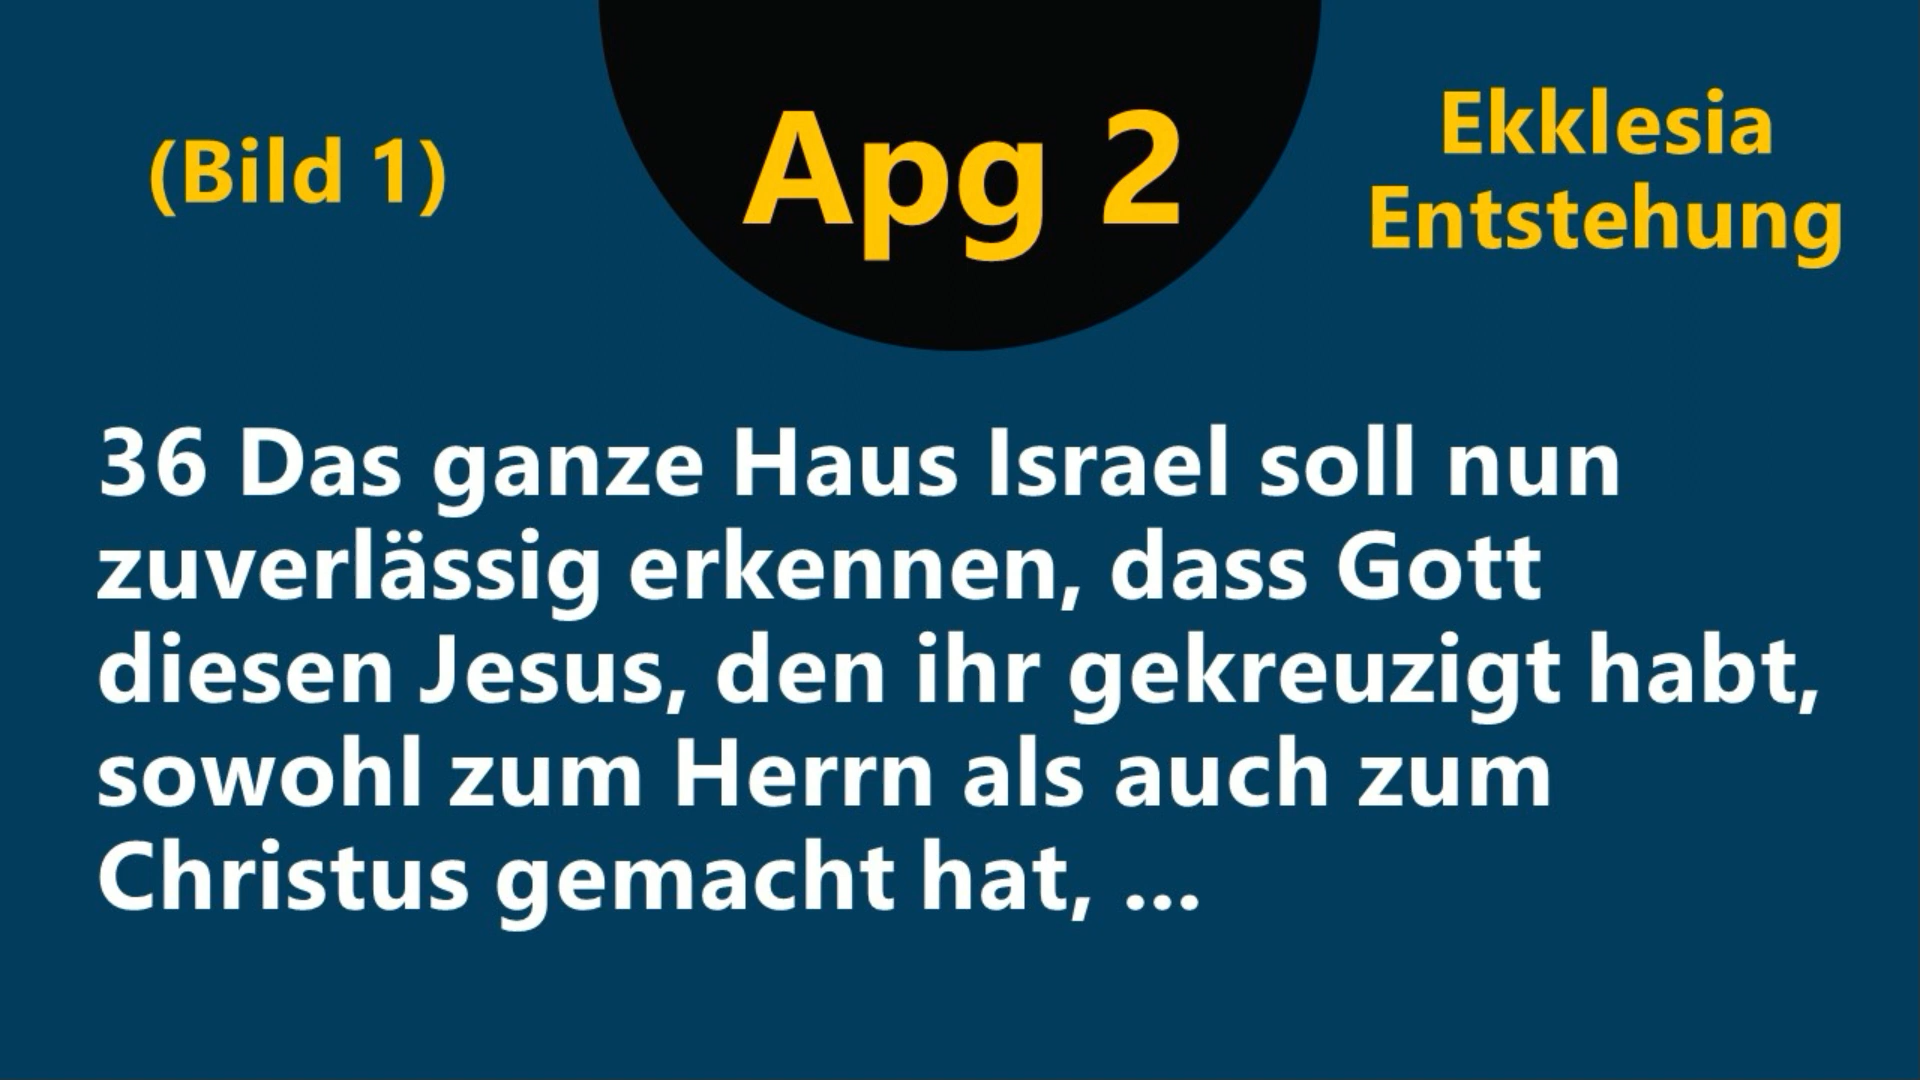 (Bild 1)
Apg 2
Ekklesia
Entstehung
36 Das ganze Haus Israel soll nun
zuverlässig erkennen, dass Gott
diesen Jesus, den ihr gekreuzigt habt,
sowohl zum Herrn als auch zum
Christus gemacht hat, ...